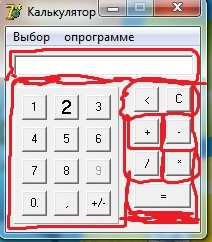 Калькулятор
Выбор опрограмме
1 2 3 < C
4 5 6 + -
7 8 9 / *
0. , +/- =